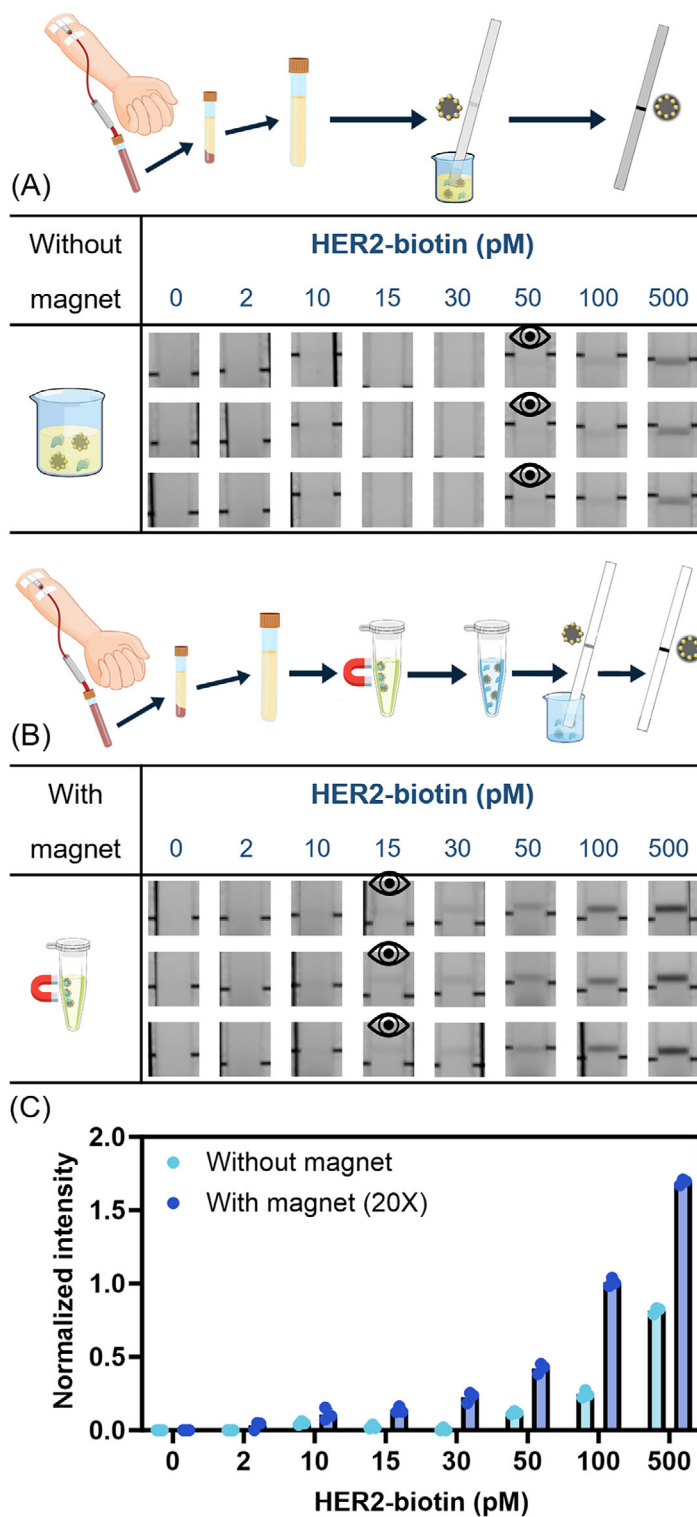 (A)
Without
magnet
HER2-biotin (pM)
0 2 10 15 30 50 100 500
(B)
With
magnet
HER2-biotin (pM)
0 2 10 15 30 50 100 500
(C)
Without magnet
With magnet (20X)
Normalized intensity
2.0
1.5
1.0
0.5
0.0
0 2 10 15 30 50 100 500
HER2-biotin (pM)